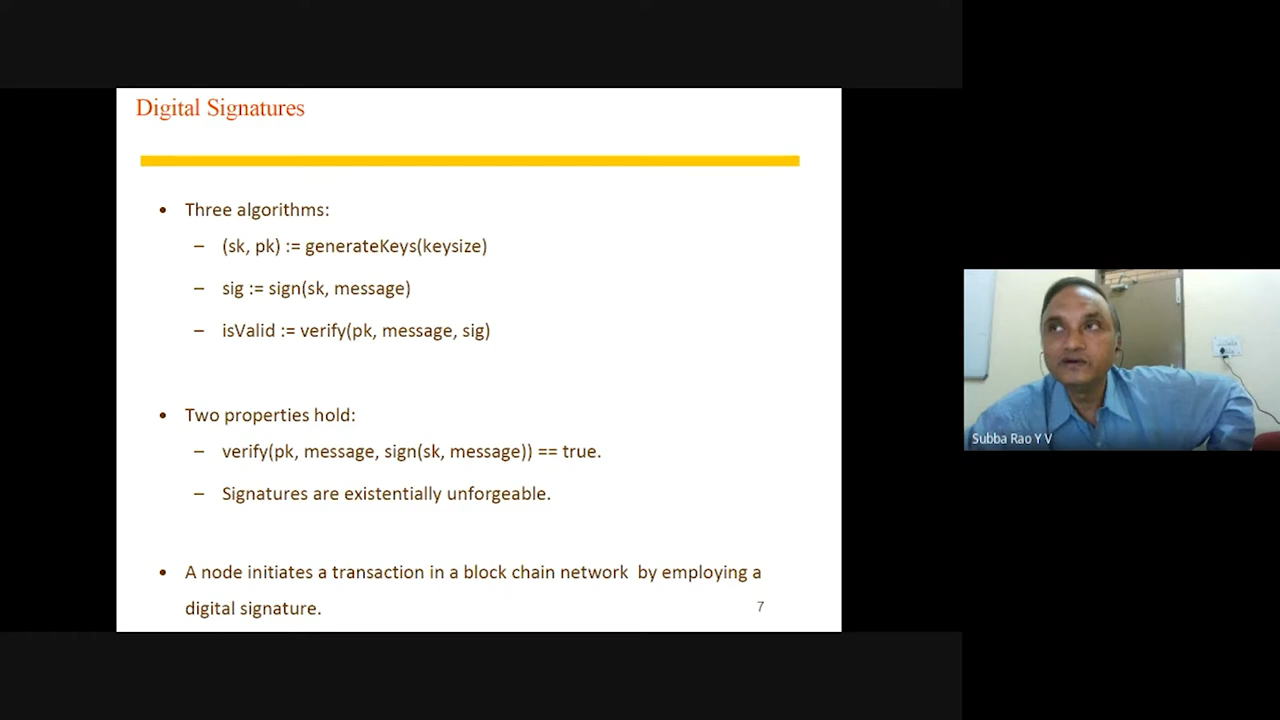 Digital Signatures
• Three algorithms:
– (sk, pk) := generateKeys(keysize)
– sig := sign(sk, message)
– isValid := verify(pk, message, sig)
• Two properties hold:
– verify(pk, message, sign(sk, message)) == true.
– Signatures are existentially unforgeable.
• A node initiates a transaction in a block chain network by employing a
digital signature.
7
Subba Rao Y V